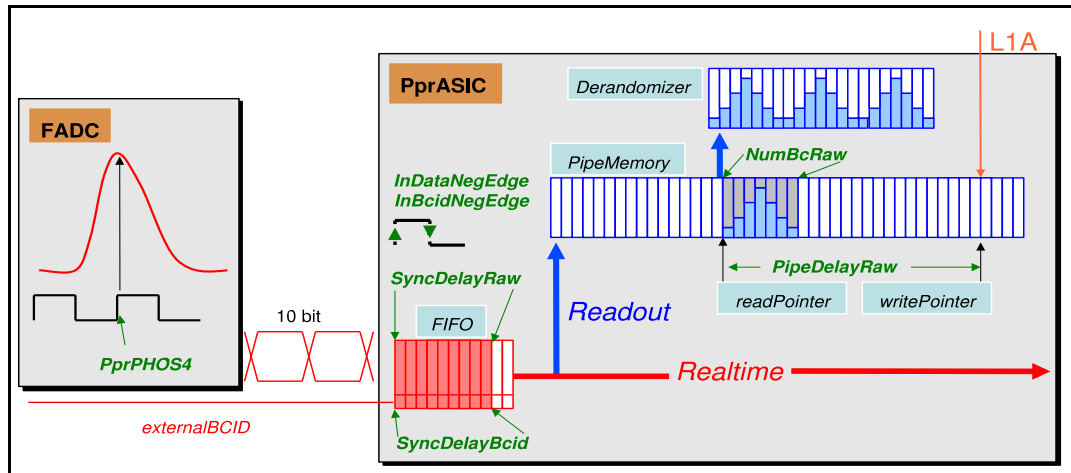 L1A
PprASIC
Derandomizer
FADC
NumBcRaw
PipeMemory
InDataNegEdge
InBcidNegEdge
PipeDelayRaw
SyncDelayRaw
readPointer
writePointer
Readout
10 bit
FIFO
PprPHOS4
Realtime
externalBCID
SyncDelayBcid